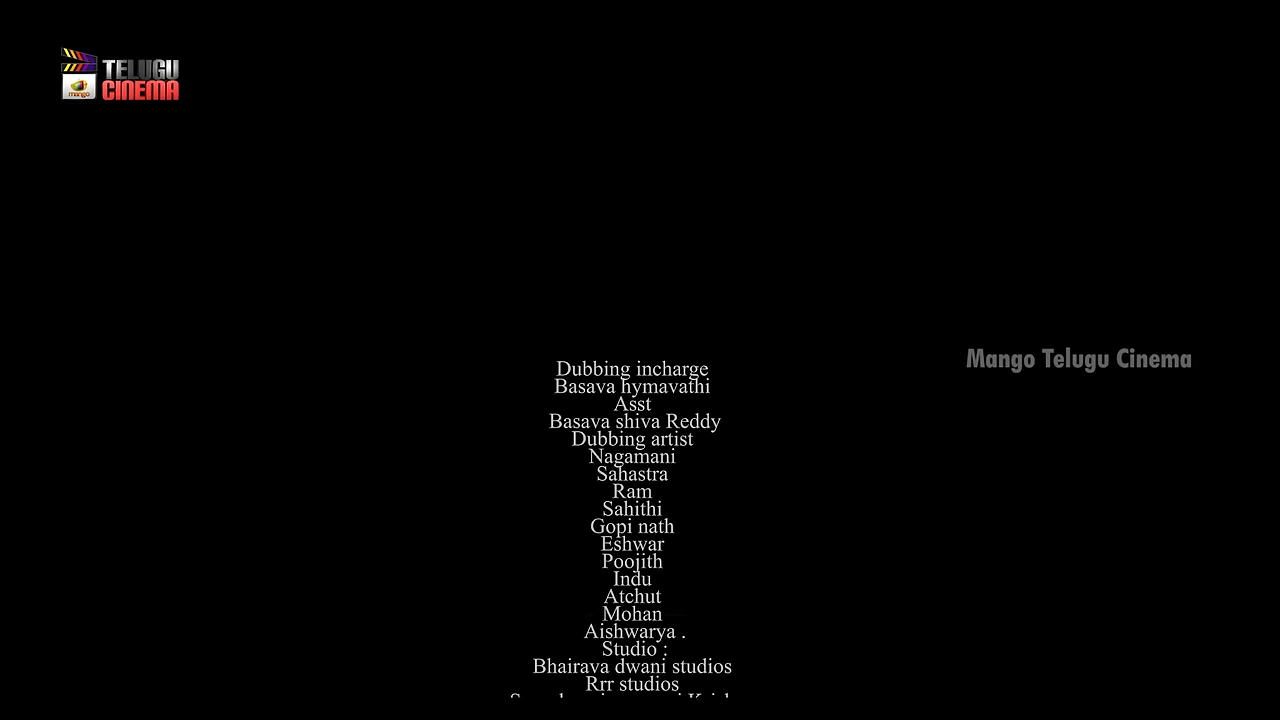 TELUGU
CINEMA
mango
Mango Telugu Cinema
Dubbing incharge
Basava hymavathi
Asst
Basava shiva Reddy
Dubbing artist
Nagamani
Sahastra
Ram
Sahithi
Gopi nath
Eshwar
Poojith
Indu
Atchut
Mohan
Aishwarya .
Studio :
Bhairava dwani studios
Rrr studios